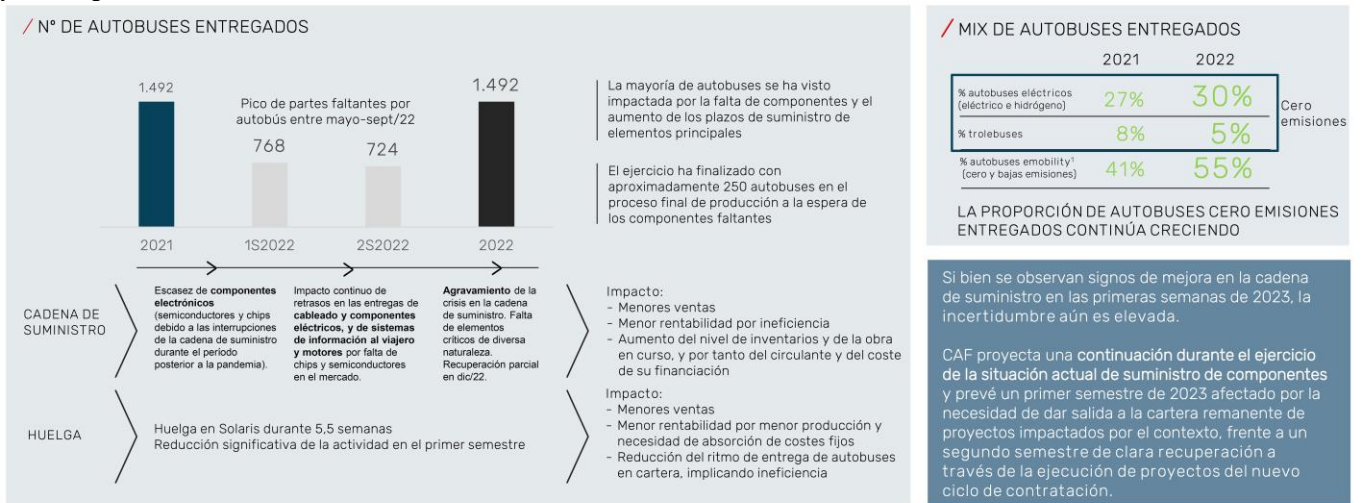 / Nº DE AUTOBUSES ENTREGADOS
1.492
Pico de partes faltantes por
autobús entre mayo-sept/22
768
724
1.492
2021
1S2022
2S2022
2022
La mayoría de autobuses se ha visto
impactada por la falta de componentes y el
aumento de los plazos de suministro de
elementos principales
El ejercicio ha finalizado con
aproximadamente 250 autobuses en el
proceso final de producción a la espera de
los componentes faltantes
CADENA DE
SUMINISTRO
Escasez de componentes
electrónicos
(semiconductores y chips
debido a las interrupciones
de la cadena de suministro
durante el período
posterior a la pandemia).
Impacto continuo de
retrasos en las entregas de
cableado y componentes
eléctricos, y de sistemas
de información al viajero
y motores por falta de
chips y semiconductores
en el mercado.
Agravamiento de la
crisis en la cadena
de suministro. Falta
de elementos
críticos de diversa
naturaleza.
Recuperación parcial
en dic/22.
Impacto:
- Menores ventas
- Menor rentabilidad por ineficiencia
- Aumento del nivel de inventarios y de la obra
en curso, y por tanto del circulante y del coste
de su financiación
HUELGA
Huelga en Solaris durante 5,5 semanas
Reducción significativa de la actividad en el primer semestre
Impacto:
- Menores ventas
- Menor rentabilidad por menor producción y
necesidad de absorción de costes fijos
- Reducción del ritmo de entrega de autobuses
en cartera, implicando ineficiencia
/ MIX DE AUTOBUSES ENTREGADOS
2021 2022
% autobuses eléctricos
(eléctrico e hidrógeno) 27% 30%
% trolebuses 8% 5%
Cero
emisiones
% autobuses emobility¹
(cero y bajas emisiones) 41% 55%
LA PROPORCIÓN DE AUTOBUSES CERO EMISIONES
ENTREGADOS CONTINÚA CRECIENDO
Si bien se observan signos de mejora en la cadena
de suministro en las primeras semanas de 2023, la
incertidumbre aún es elevada.
CAF proyecta una continuación durante el ejercicio
de la situación actual de suministro de componentes
y prevé un primer semestre de 2023 afectado por la
necesidad de dar salida a la cartera remanente de
proyectos impactados por el contexto, frente a un
segundo semestre de clara recuperación a
través de la ejecución de proyectos del nuevo
ciclo de contratación.